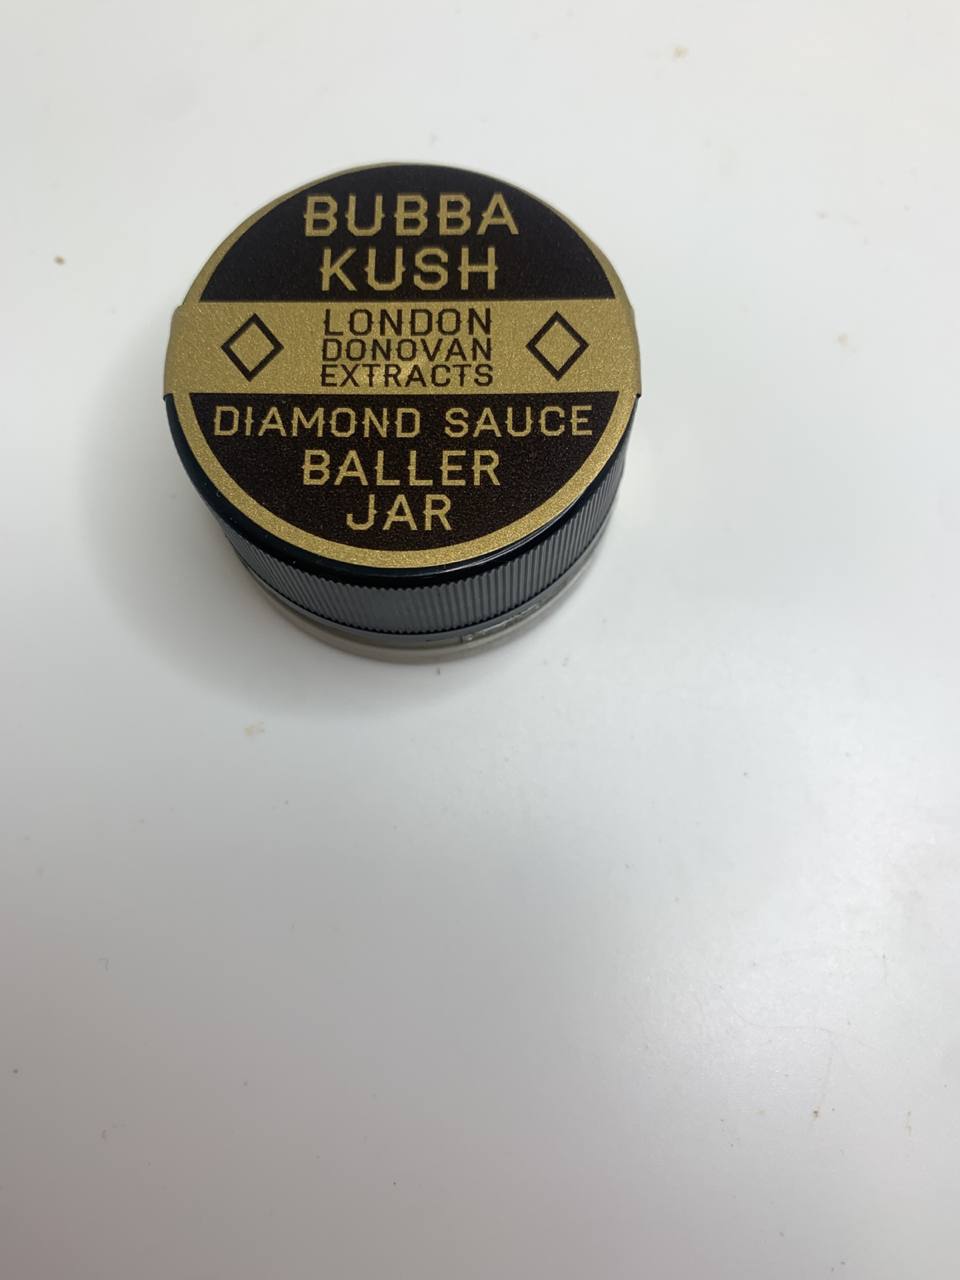 BUBBA
KUSH
LONDON
DONOVAN
EXTRACTS
DIAMOND SAUCE
BALLER
JAR